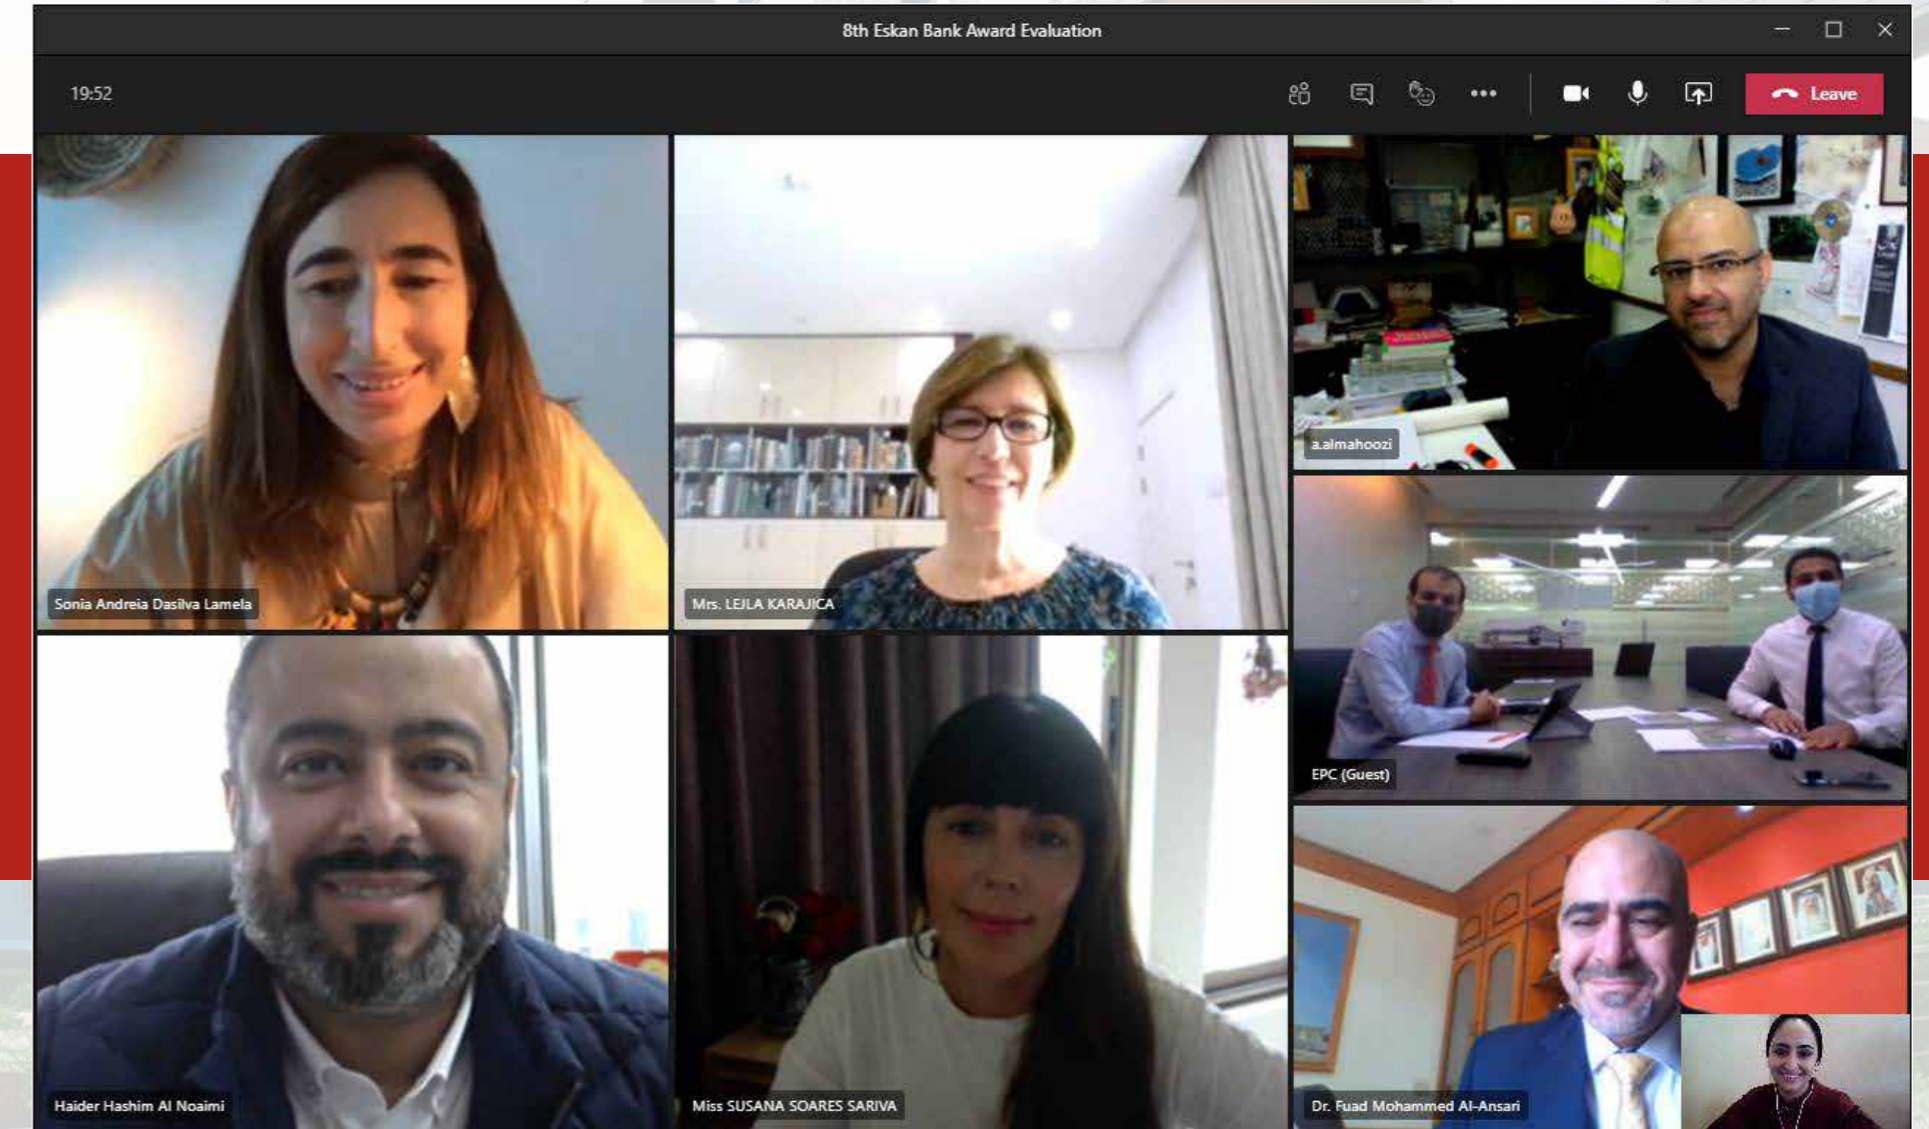 8th Eskan Bank Award Evaluation
19:52
Leave
Sonia Andreia Dasilva Lamela
Mrs. LEJLA KARAJICA
a.almahoozi
EPC (Guest)
Haider Hashim Al Noaimi
Miss SUSANA SOARES SARIVA
Dr. Fuad Mohammed Al-Ansari